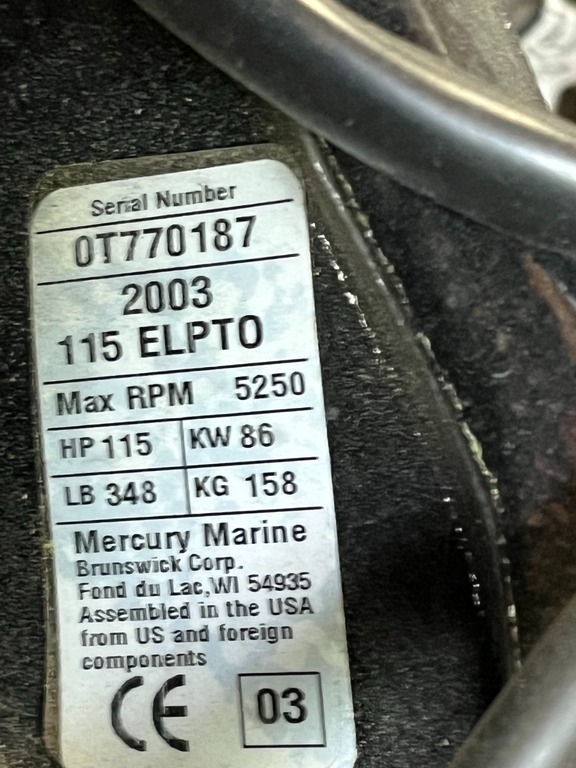 Serial Number
0T770187
2003
115 ELPTO
Max RPM 5250
HP 115 KW 86
LB 348 KG 158
Mercury Marine
Brunswick Corp.
Fond du Lac,WI 54935
Assembled in the USA
from US and foreign
components
CE 03